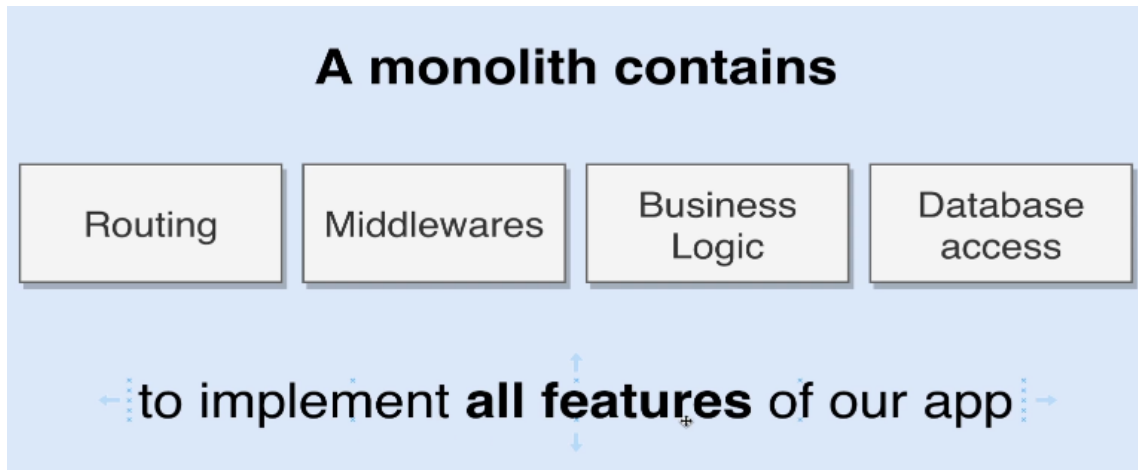 A monolith contains
Routing
Middlewares
Business
Logic
Database
access
to implement all features of our app